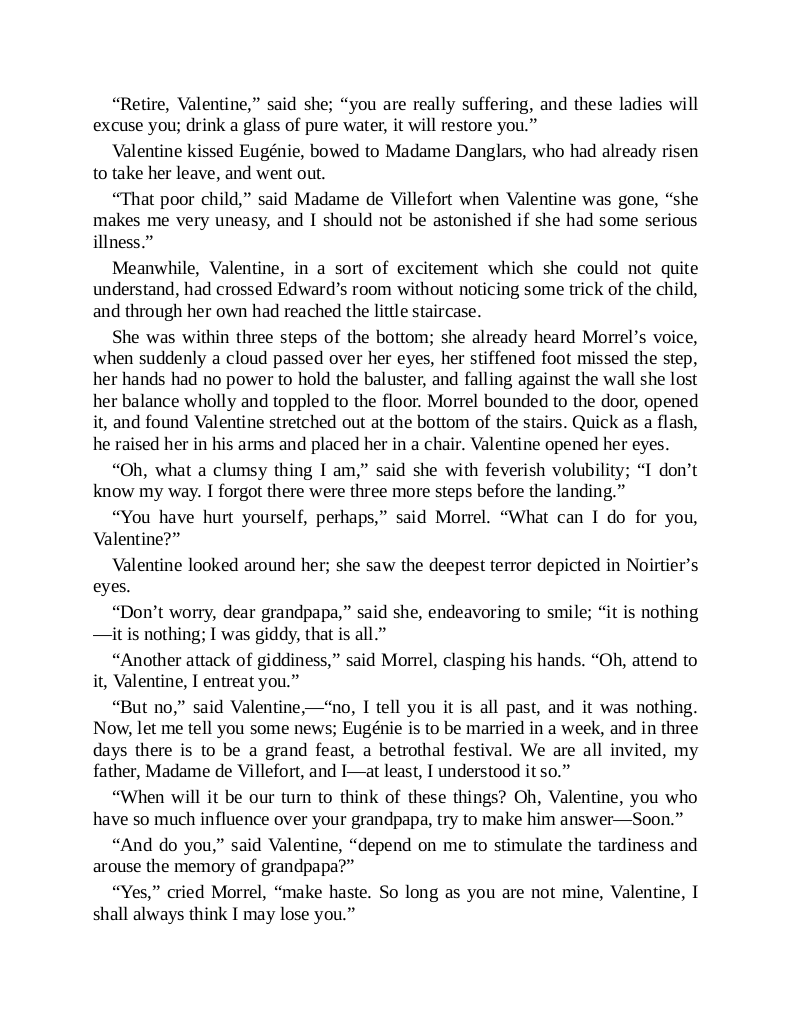 “Retire, Valentine,” said she; “you are really suffering, and these ladies will
excuse you; drink a glass of pure water, it will restore you.”
Valentine kissed Eugénie, bowed to Madame Danglars, who had already risen
to take her leave, and went out.
“That poor child,” said Madame de Villefort when Valentine was gone, “she
makes me very uneasy, and I should not be astonished if she had some serious
illness.”
Meanwhile, Valentine, in a sort of excitement which she could not quite
understand, had crossed Edward’s room without noticing some trick of the child,
and through her own had reached the little staircase.
She was within three steps of the bottom; she already heard Morrel’s voice,
when suddenly a cloud passed over her eyes, her stiffened foot missed the step,
her hands had no power to hold the baluster, and falling against the wall she lost
her balance wholly and toppled to the floor. Morrel bounded to the door, opened
it, and found Valentine stretched out at the bottom of the stairs. Quick as a flash,
he raised her in his arms and placed her in a chair. Valentine opened her eyes.
“Oh, what a clumsy thing I am,” said she with feverish volubility; “I don’t
know my way. I forgot there were three more steps before the landing.”
“You have hurt yourself, perhaps,” said Morrel. “What can I do for you,
Valentine?”
Valentine looked around her; she saw the deepest terror depicted in Noirtier’s
eyes.
“Don’t worry, dear grandpapa,” said she, endeavoring to smile; “it is nothing
—it is nothing; I was giddy, that is all.”
“Another attack of giddiness,” said Morrel, clasping his hands. “Oh, attend to
it, Valentine, I entreat you.”
“But no,” said Valentine,—“no, I tell you it is all past, and it was nothing.
Now, let me tell you some news; Eugénie is to be married in a week, and in three
days there is to be a grand feast, a betrothal festival. We are all invited, my
father, Madame de Villefort, and I—at least, I understood it so.”
“When will it be our turn to think of these things? Oh, Valentine, you who
have so much influence over your grandpapa, try to make him answer—Soon.”
“And do you,” said Valentine, “depend on me to stimulate the tardiness and
arouse the memory of grandpapa?”
“Yes,” cried Morrel, “make haste. So long as you are not mine, Valentine, I
shall always think I may lose you.”